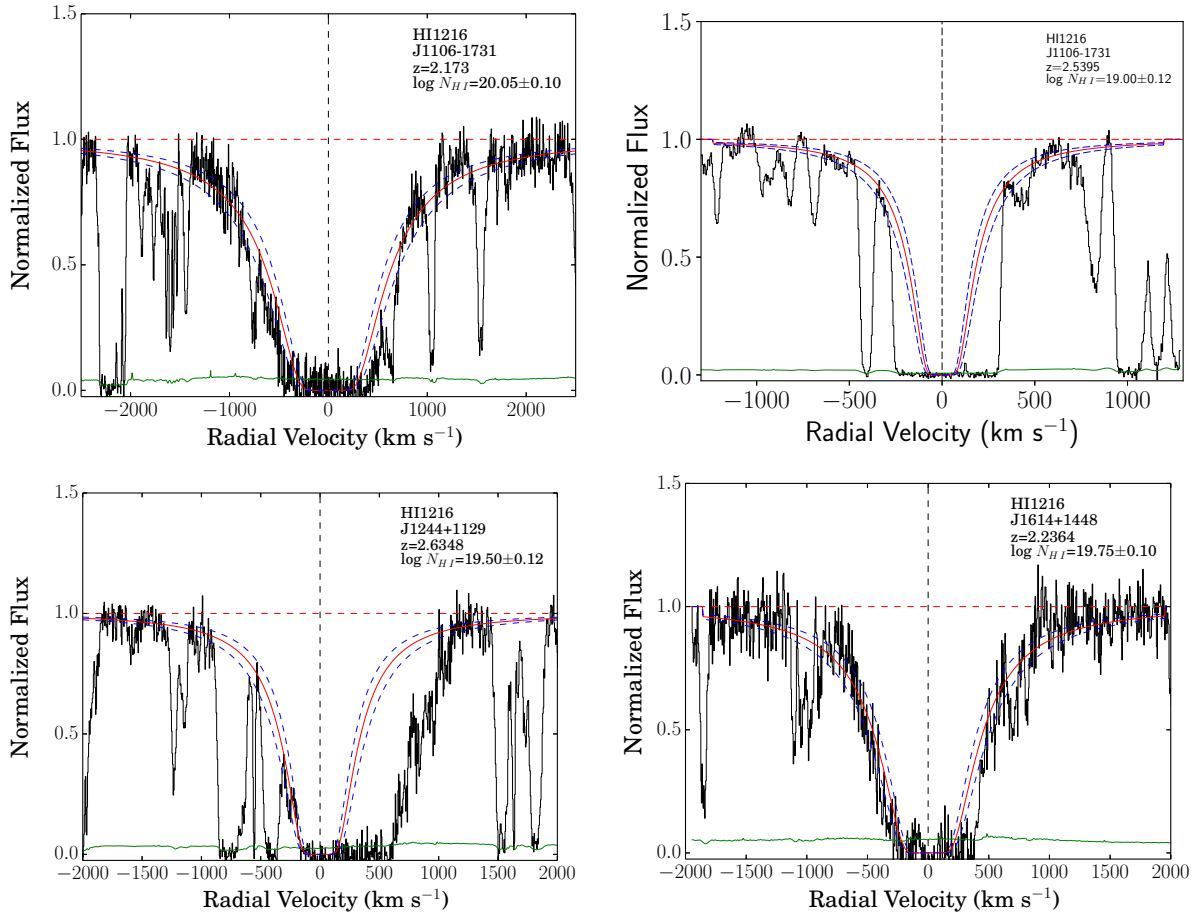 1.5
HI1216
J1106-1731
z=2.173
log N_HI=20.05±0.10
1.0
0.5
0.0
Normalized Flux
−2000 −1000 0 1000 2000
Radial Velocity (km s⁻¹)
1.5
HI1216
J1106-1731
z=2.5395
log N_HI=19.00±0.12
1.0
0.5
0.0
Normalized Flux
−1000 −500 0 500 1000
Radial Velocity (km s⁻¹)
1.5
HI1216
J1244+1129
z=2.6348
log N_HI=19.50±0.12
1.0
0.5
0.0
Normalized Flux
−2000 −1500 −1000 −500 0 500 1000 1500 2000
Radial Velocity (km s⁻¹)
1.5
HI1216
J1614+1448
z=2.2364
log N_HI=19.75±0.10
1.0
0.5
0.0
Normalized Flux
−2000 −1500 −1000 −500 0 500 1000 1500 2000
Radial Velocity (km s⁻¹)